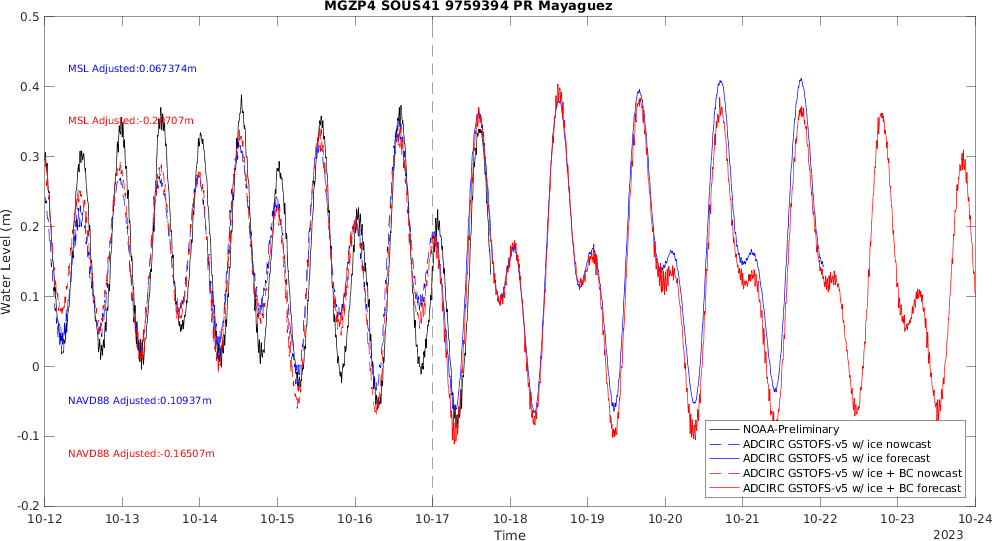 MGZP4 SOUS41 9759394 PR Mayaguez
Water Level (m)
0.5
0.4
0.3
0.2
0.1
0
-0.1
-0.2
MSL Adjusted:0.067374m
MSL Adjusted:
NAVD88 Adjusted:0.10937m
NAVD88 Adjusted:-0.16507m
NOAA-Preliminary
ADCIRC GSTOFS-v5 w/ ice nowcast
ADCIRC GSTOFS-v5 w/ ice forecast
ADCIRC GSTOFS-v5 w/ ice + BC nowcast
ADCIRC GSTOFS-v5 w/ ice + BC forecast
10-12 10-13 10-14 10-15 10-16 10-17 10-18 10-19 10-20 10-21 10-22 10-23 10-24
Time
2023